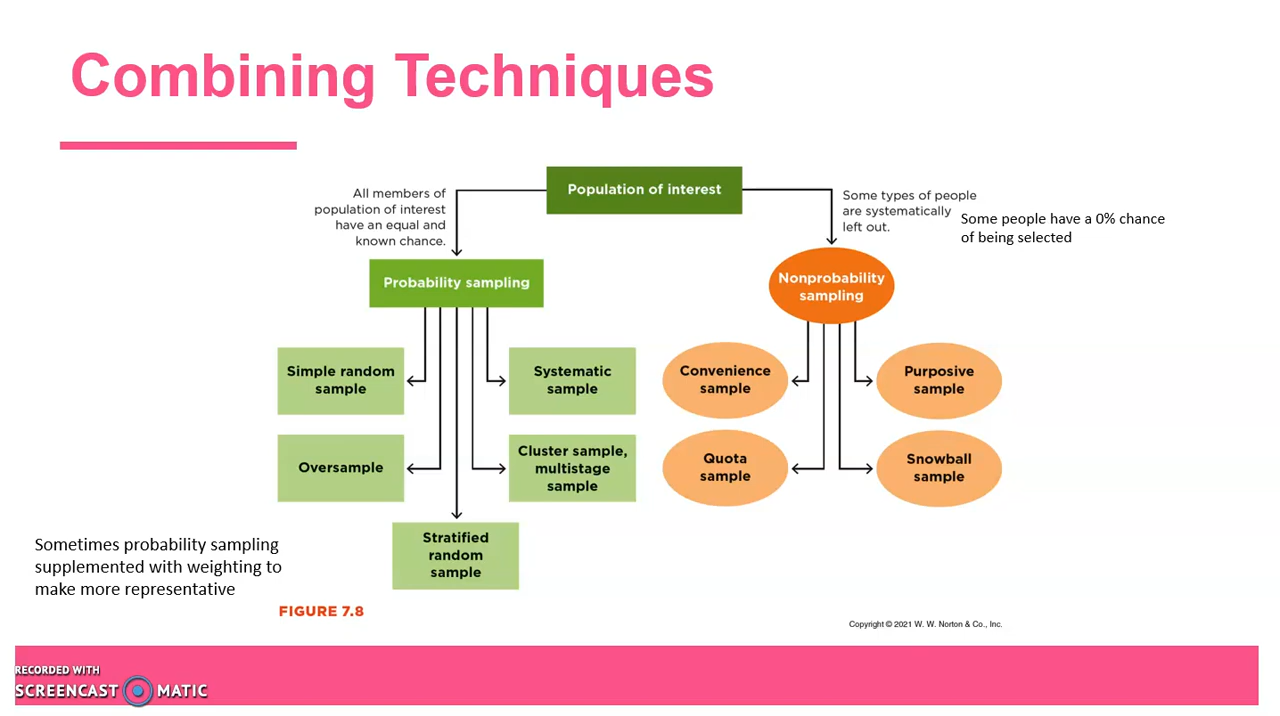 Combining Techniques
Population of interest
All members of
population of interest
have an equal and
known chance.
Some types of people
are systematically
left out.
Some people have a 0% chance
of being selected
Probability sampling
Nonprobability
sampling
Simple random
sample
Systematic
sample
Convenience
sample
Purposive
sample
Oversample
Cluster sample,
multistage
sample
Quota
sample
Snowball
sample
Stratified
random
sample
Sometimes probability sampling
supplemented with weighting to
make more representative
FIGURE 7.8
Copyright © 2021 W. W. Norton & Co., Inc.
RECORDED WITH
SCREENCAST MATIC